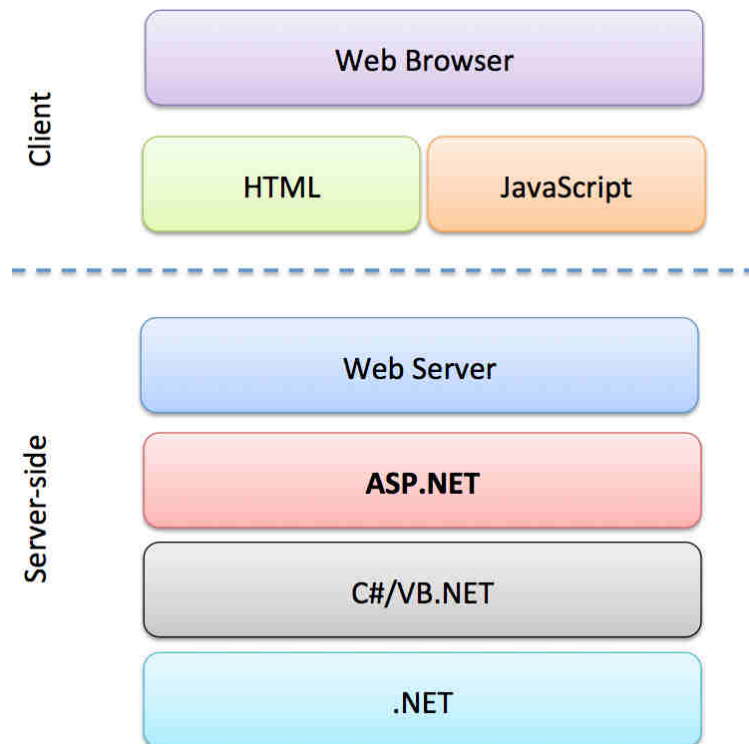 Client
Web Browser
HTML
JavaScript
Server-side
Web Server
ASP.NET
C#/VB.NET
.NET